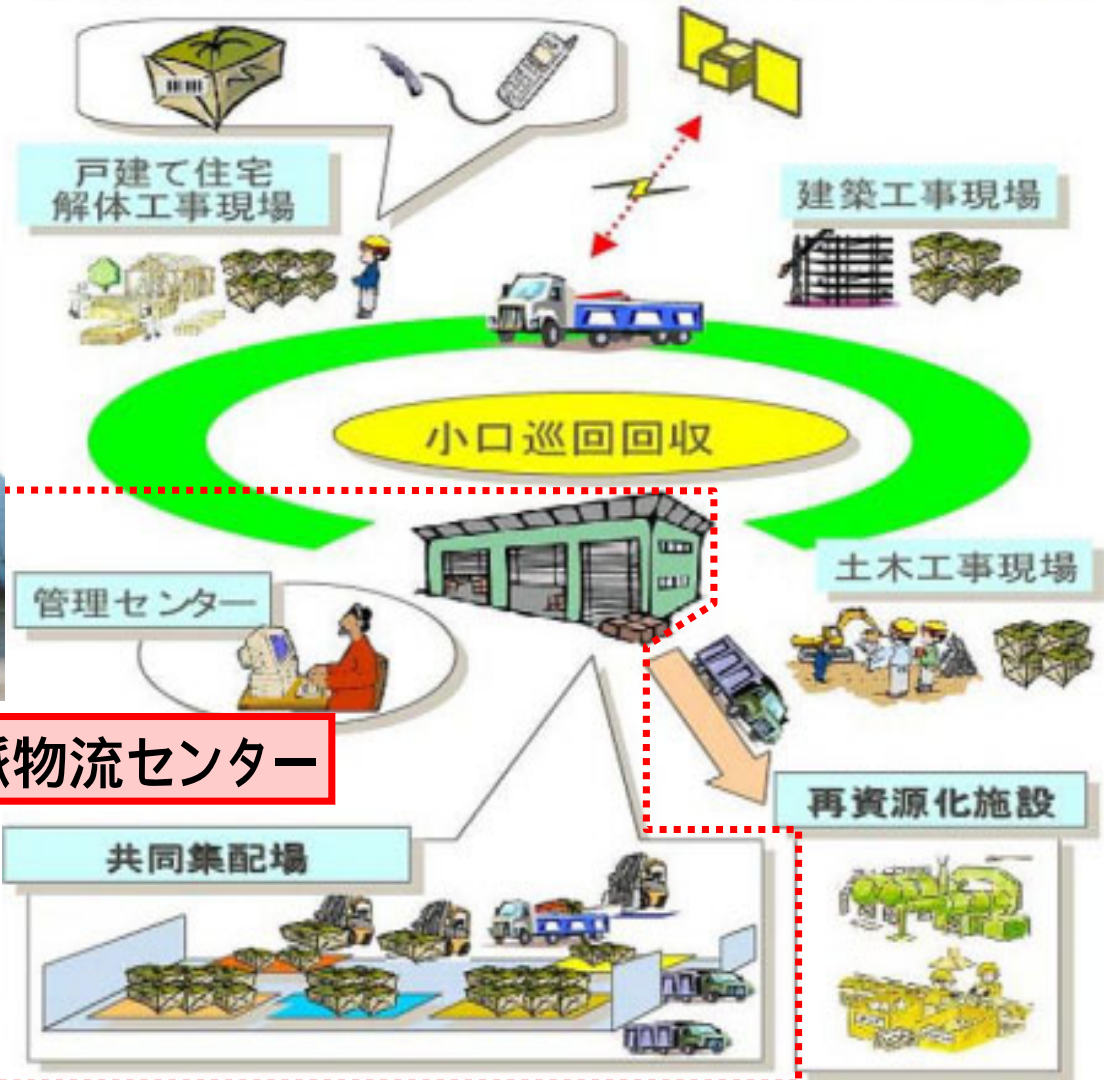 戸建て住宅
解体工事現場
建築工事現場
小口巡回回収
管理センター
土木工事現場
物流センター
再資源化施設
共同集配場